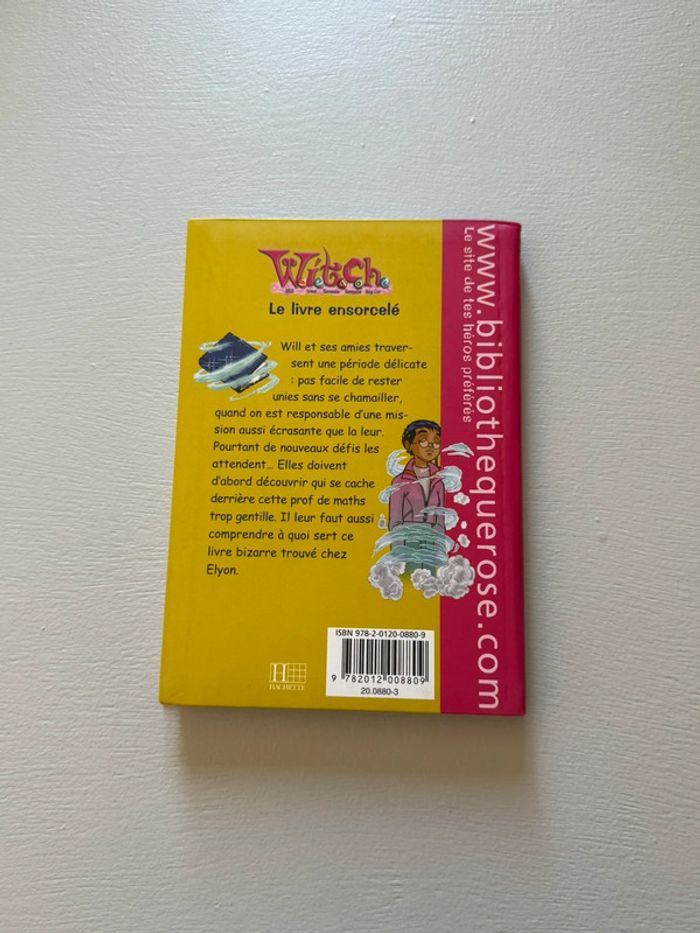 Witch
Le livre ensorcelé
Will et ses amies traver-
sent une période délicate
: pas facile de rester
unies sans se chamailler,
quand on est responsable d'une mis-
sion aussi écrasante que la leur.
Pourtant de nouveaux défis les
attendent... Elles doivent
d'abord découvrir qui se cache
derrière cette prof de maths
trop gentille. Il leur faut aussi
comprendre à quoi sert ce
livre bizarre trouvé chez
Elyon.
ISBN 978-2-0120-0880-9
9 782012 008809
20.0880-3
H
HACHETTE
www.bibliothequerose.com
Le site de tes héros préférés